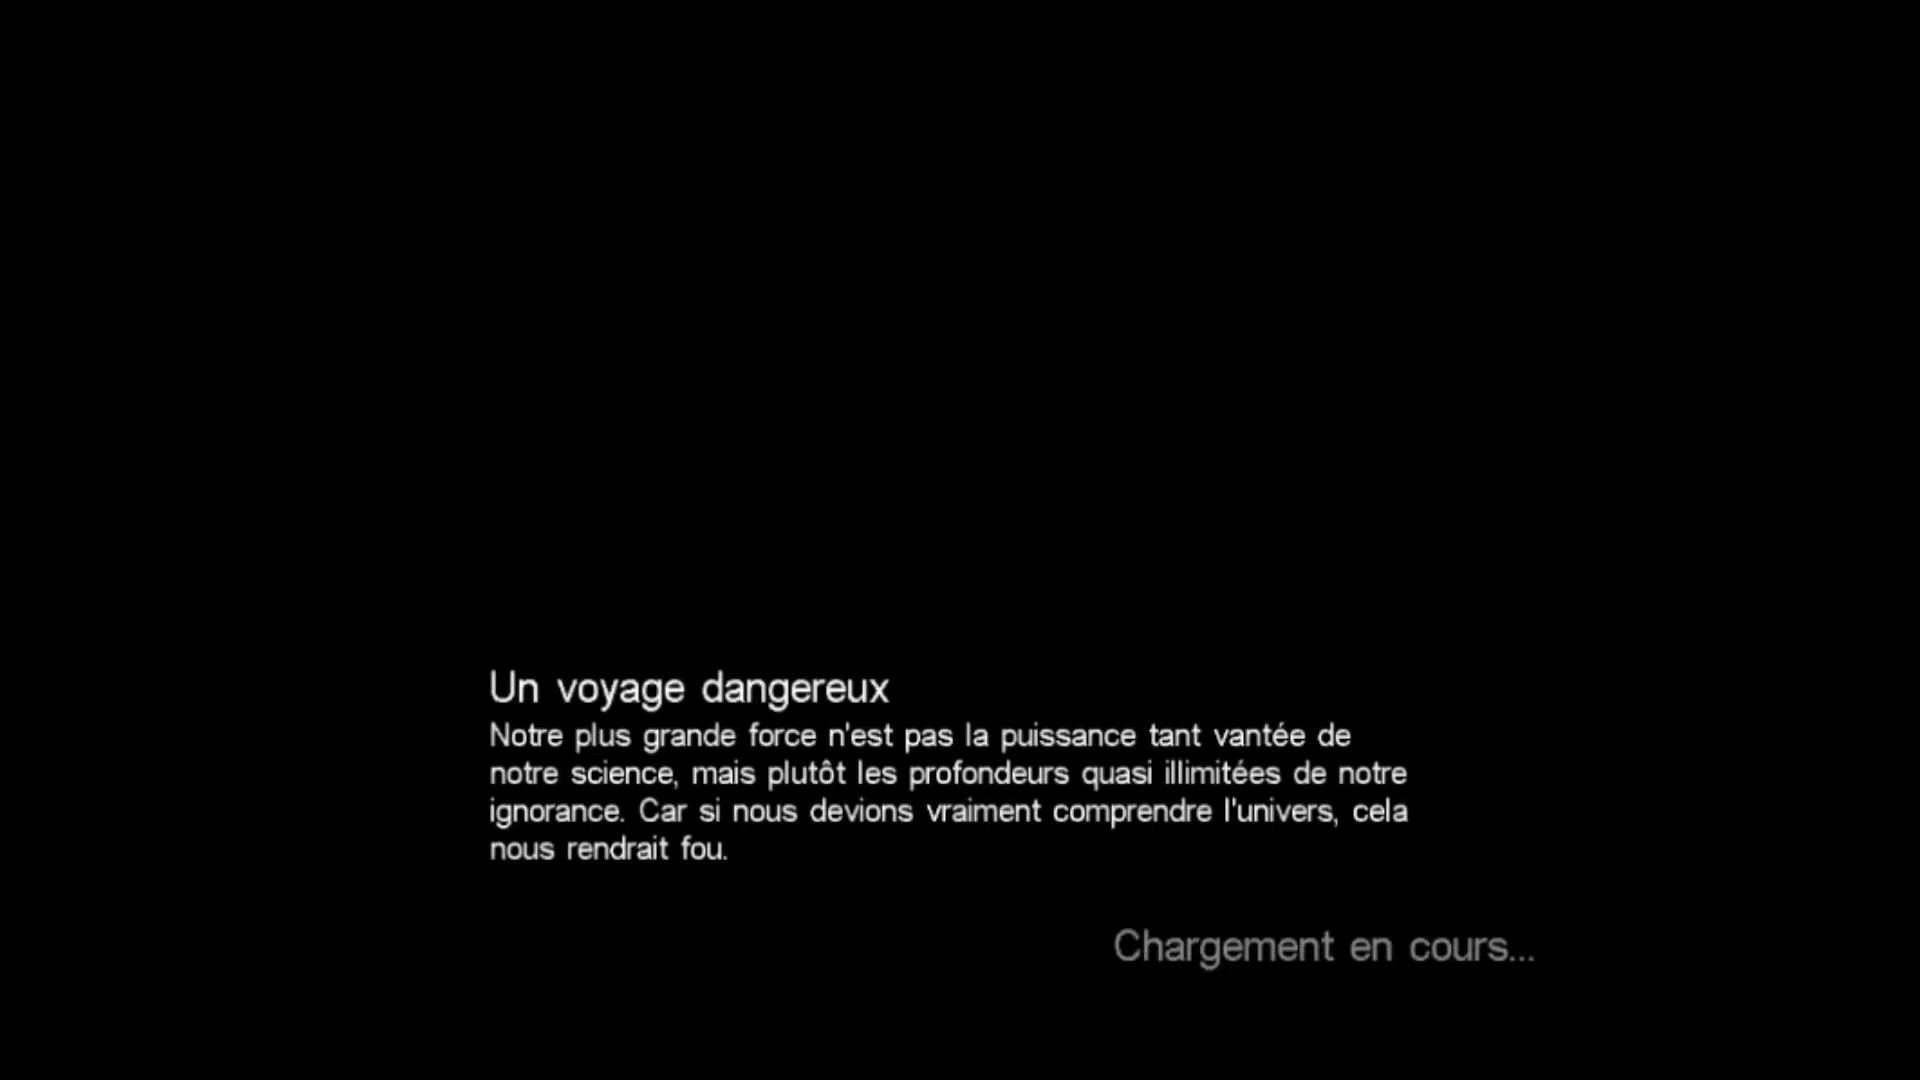 Un voyage dangereux
Notre plus grande force n'est pas la puissance tant vantée de
notre science, mais plutôt les profondeurs quasi illimitées de notre
ignorance. Car si nous devions vraiment comprendre l'univers, cela
nous rendrait fou.
Chargement en cours...